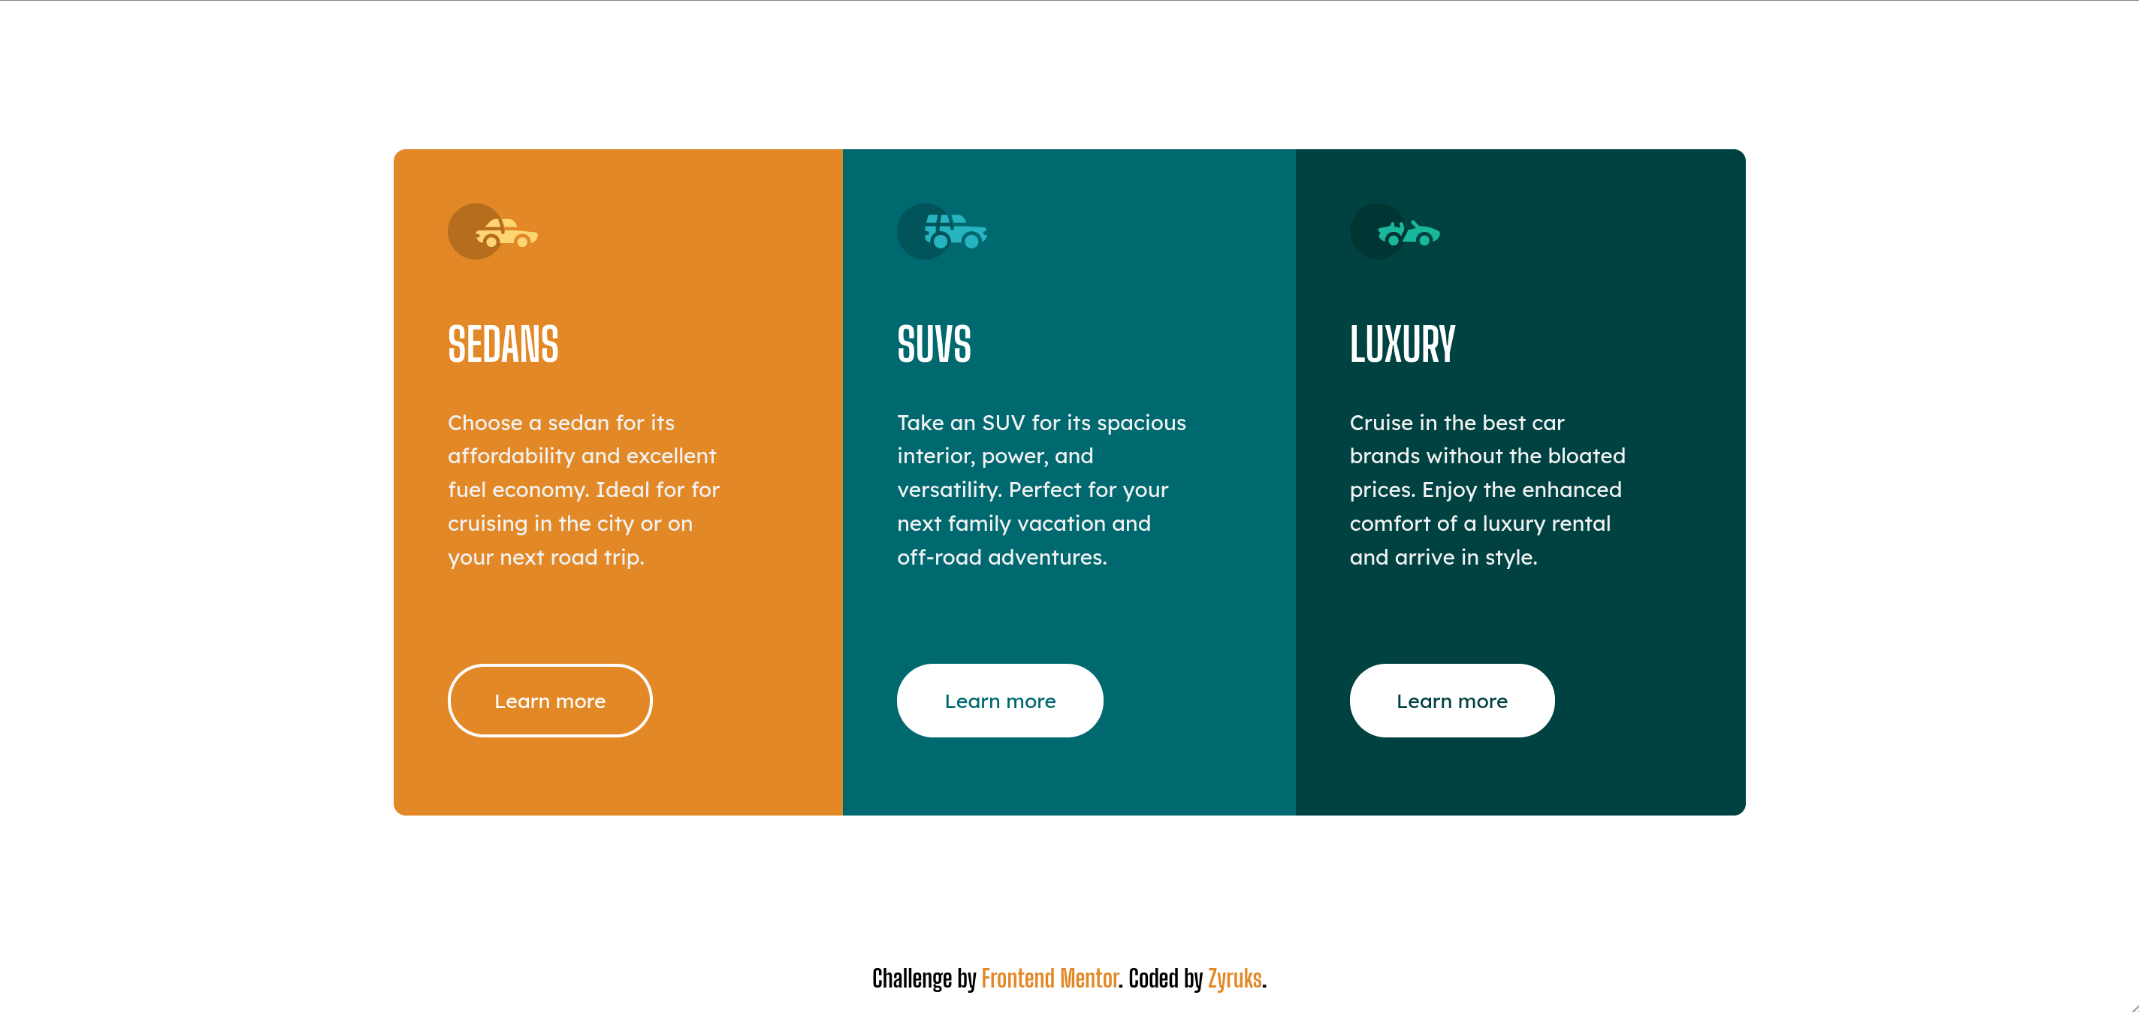 SEDANS
Choose a sedan for its
affordability and excellent
fuel economy. Ideal for for
cruising in the city or on
your next road trip.
Learn more
SUVS
Take an SUV for its spacious
interior, power, and
versatility. Perfect for your
next family vacation and
off-road adventures.
Learn more
LUXURY
Cruise in the best car
brands without the bloated
prices. Enjoy the enhanced
comfort of a luxury rental
and arrive in style.
Learn more
Challenge by Frontend Mentor. Coded by Zyruks.